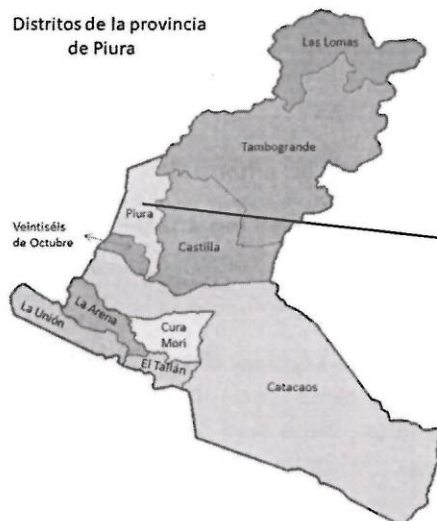 Distritos de la provincia
de Piura
Las Lomas
Tambogrande
Piura
Veintiséis
de Octubre
Castilla
La Unión
La Arena
Cura
Mori
El Tallán
Catacaos